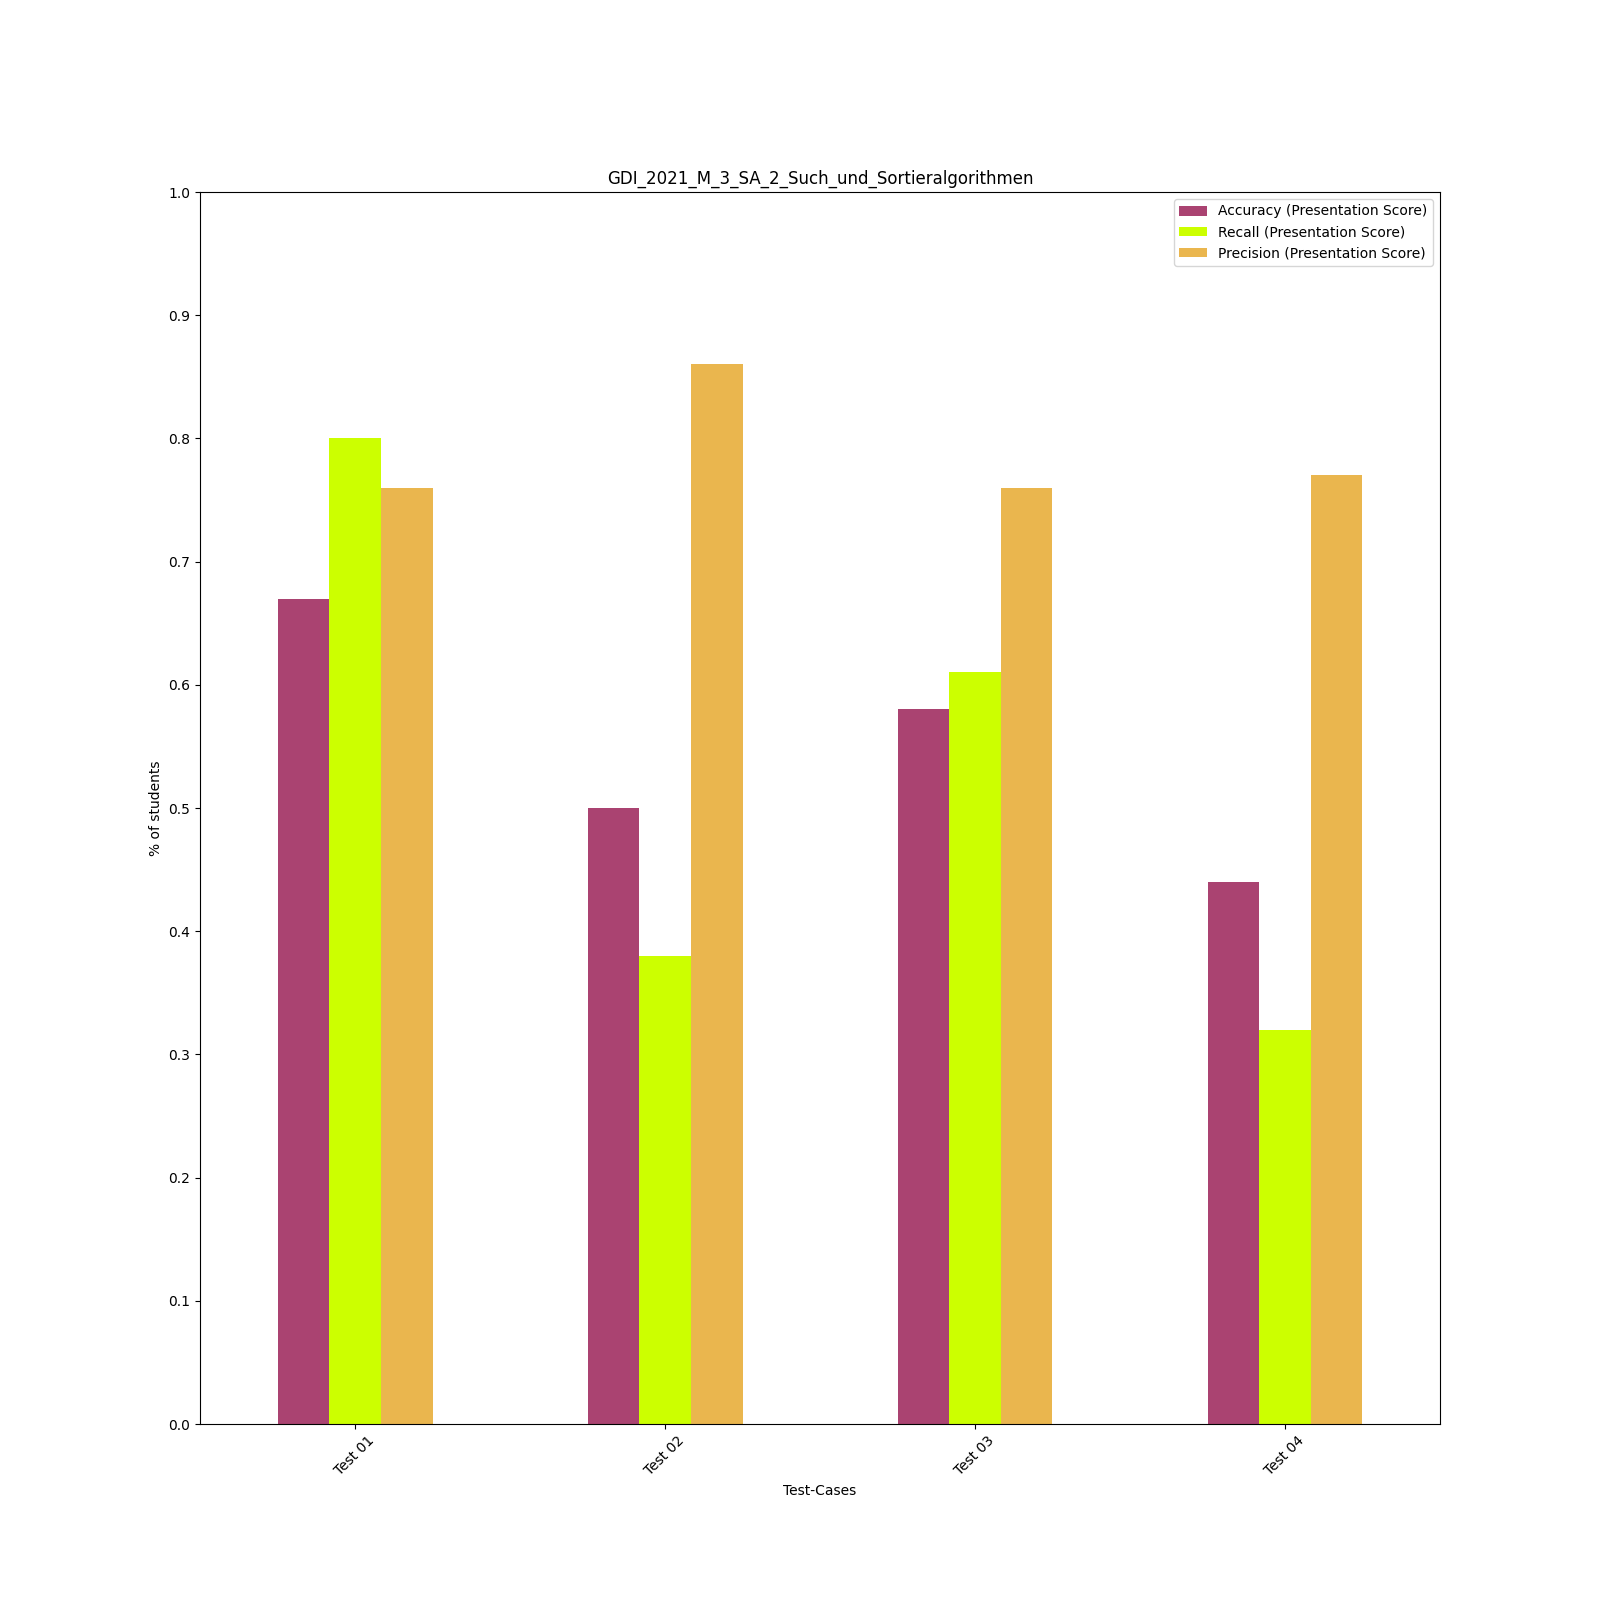 GDI_2021_M_3_SA_2_Such_und_Sortieralgorithmen
Accuracy (Presentation Score)
Recall (Presentation Score)
Precision (Presentation Score)
1.0
0.9
0.8
0.7
0.6
0.5
0.4
0.3
0.2
0.1
0.0
% of students
Test 01
Test 02
Test 03
Test 04
Test-Cases